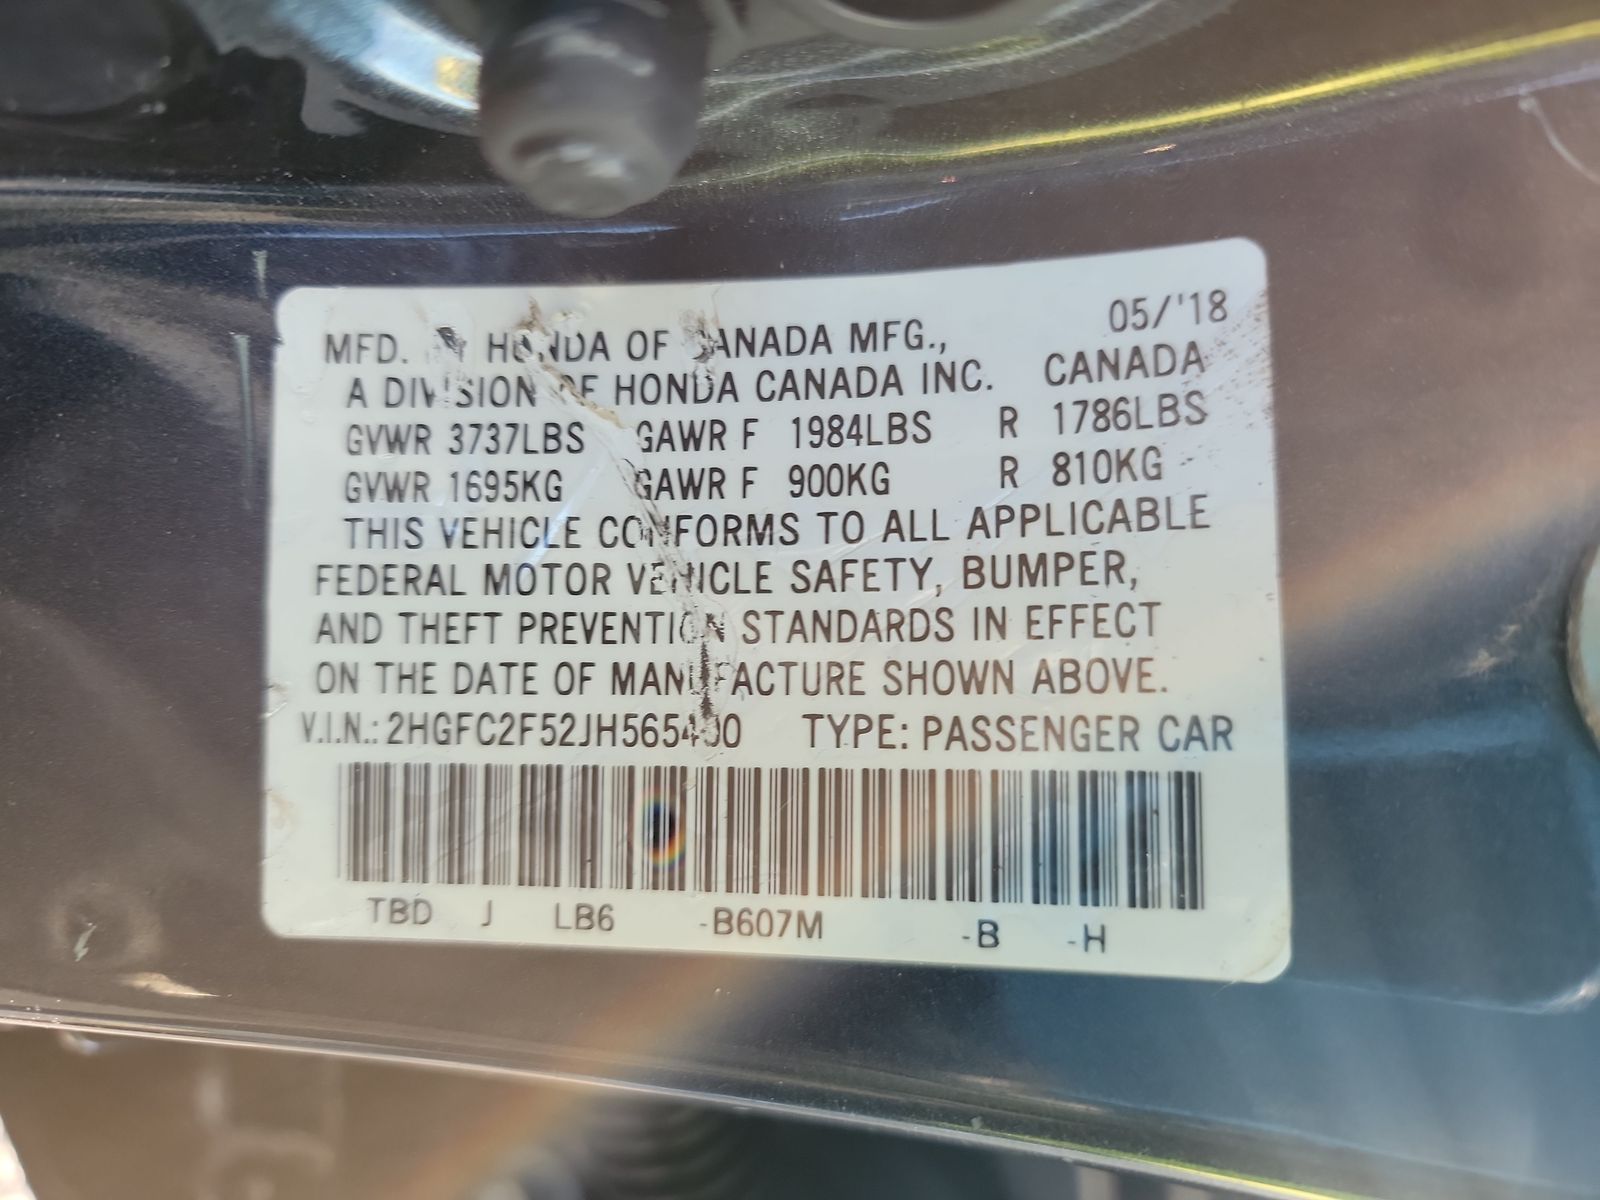 05/'18
MFD. BY HONDA OF CANADA MFG.,
A DIVISION OF HONDA CANADA INC. CANADA
GVWR 3737LBS GAWR F 1984LBS R 1786LBS
GVWR 1695KG GAWR F 900KG R 810KG
THIS VEHICLE CONFORMS TO ALL APPLICABLE
FEDERAL MOTOR VEHICLE SAFETY, BUMPER,
AND THEFT PREVENTION STANDARDS IN EFFECT
ON THE DATE OF MANUFACTURE SHOWN ABOVE.
V.I.N.: TYPE: PASSENGER CAR
TBD J LB6 -B607M -B -H